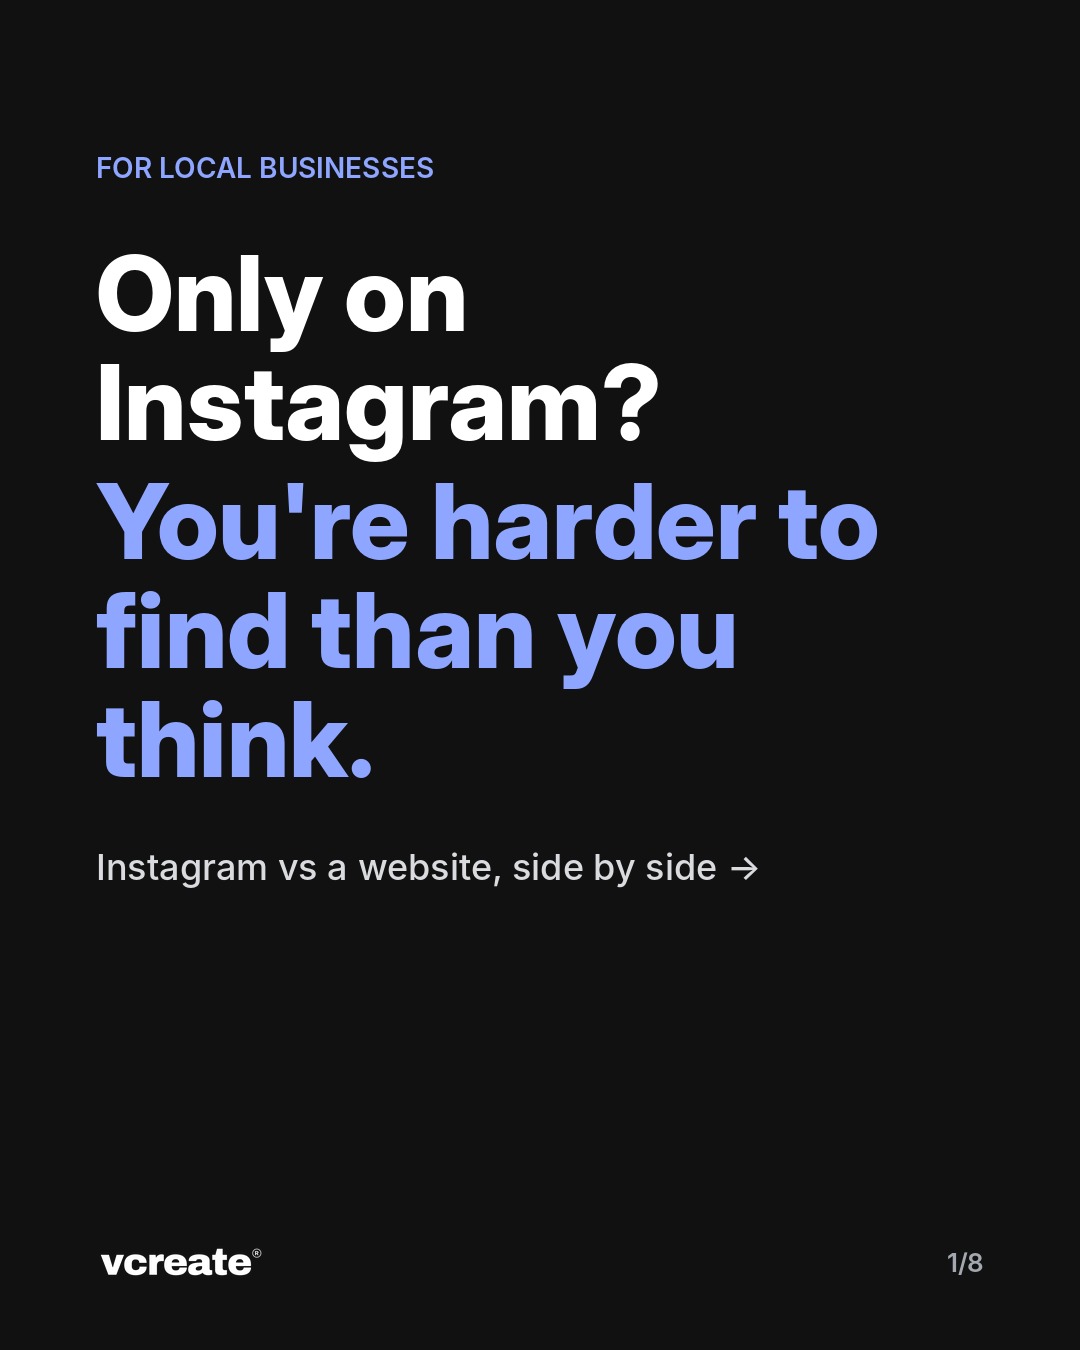 FOR LOCAL BUSINESSES
Only on
Instagram?
You're harder to
find than you
think.
Instagram vs a website, side by side →
vcreate®
1/8